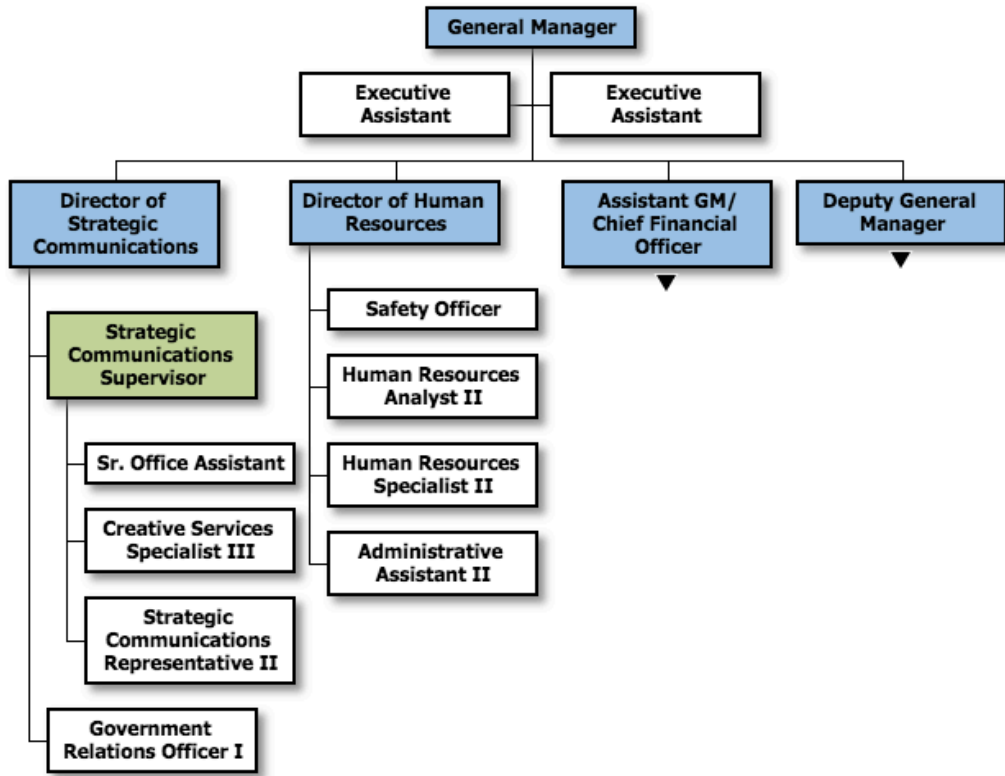 General Manager
Executive
Assistant
Executive
Assistant
Director of
Strategic
Communications
Director of Human
Resources
Assistant GM/
Chief Financial
Officer
Deputy General
Manager
Strategic
Communications
Supervisor
Sr. Office Assistant
Creative Services
Specialist III
Strategic
Communications
Representative II
Government
Relations Officer I
Safety Officer
Human Resources
Analyst II
Human Resources
Specialist II
Administrative
Assistant II